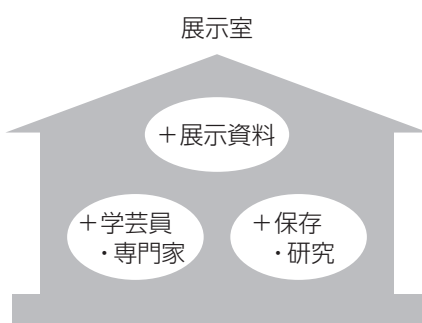 展示室
＋展示資料
＋学芸員
・専門家
＋保存
・研究